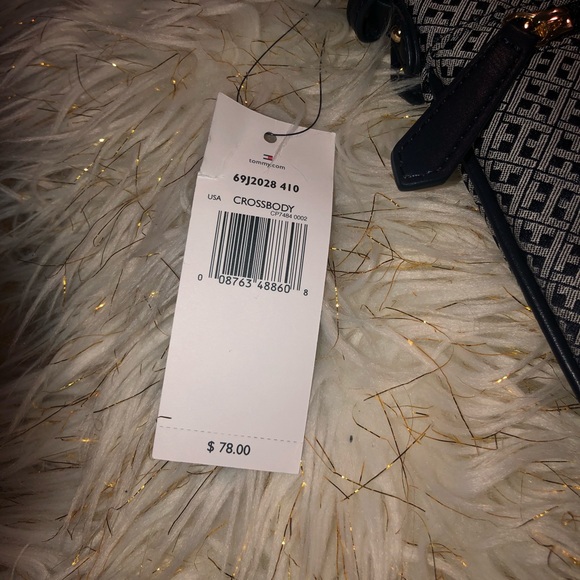 tommy.com
69J2028 410
USA CROSSBODY
CP7484 0002
0 08763 48860 8
$ 78.00